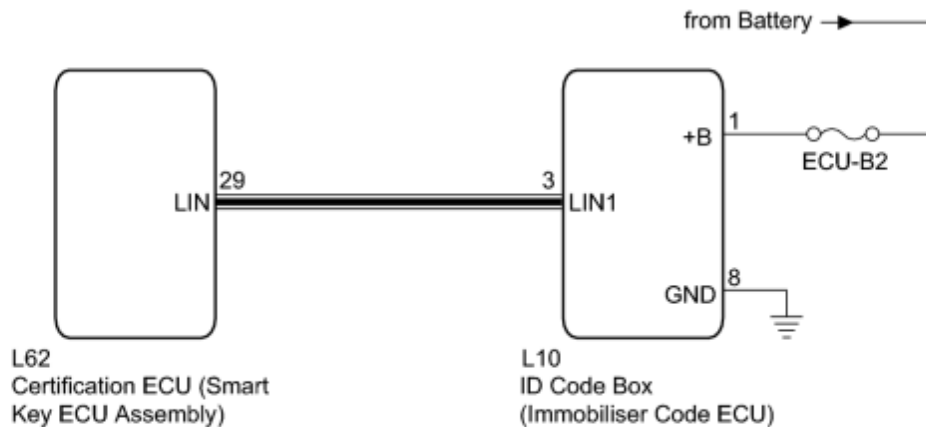 from Battery
1
+B
ECU-B2
29
3
LIN
LIN1
8
GND
L62
Certification ECU (Smart
Key ECU Assembly)
L10
ID Code Box
(Immobiliser Code ECU)